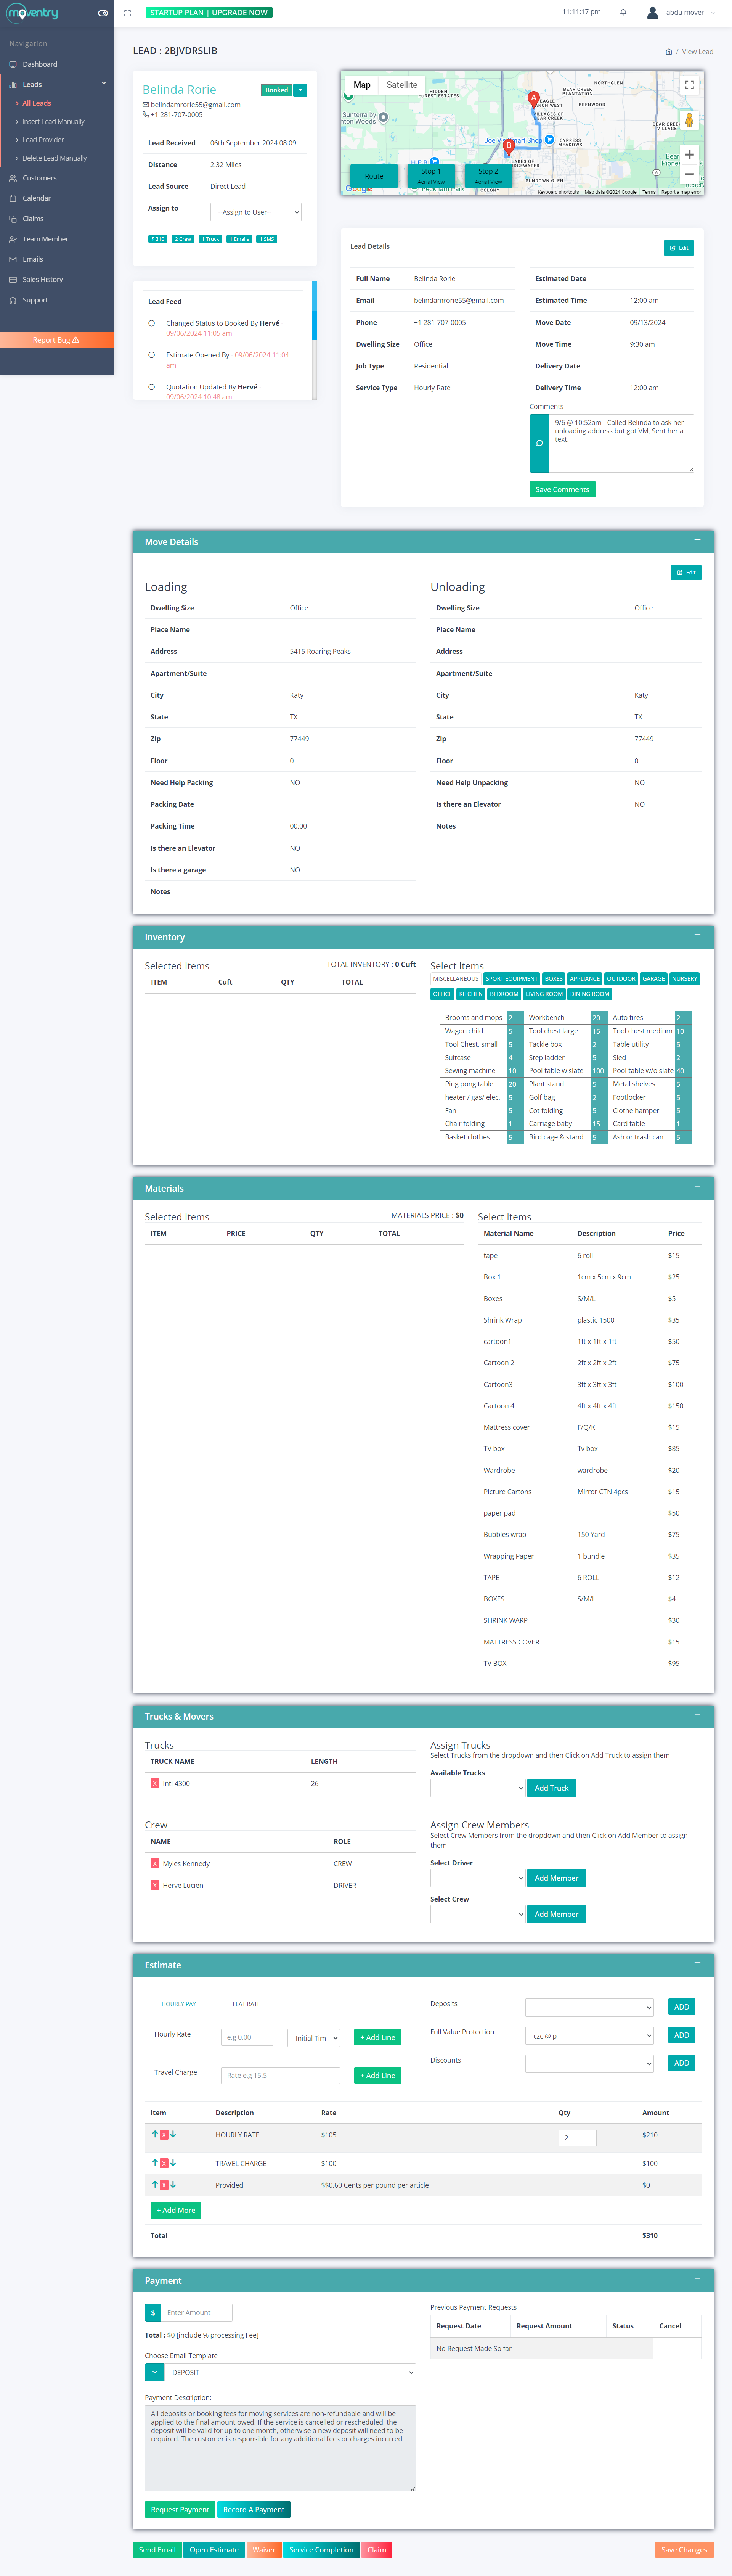 moventry
STARTUP PLAN | UPGRADE NOW
11:11:17 pm
abdu mover
Navigation
Dashboard
Leads
All Leads
Insert Lead Manually
Lead Provider
Delete Lead Manually
Customers
Calendar
Claims
Team Member
Emails
Sales History
Support
Report Bug
LEAD : 2BJVDRSLIB
/ View Lead
Belinda Rorie
Booked
belindamrorie55@gmail.com
+1 281-707-0005
Lead Received 06th September 2024 08:09
Distance 2.32 Miles
Lead Source Direct Lead
Assign to --Assign to User--
$ 310 2 Crew 1 Truck 1 Emails 1 SMS
Lead Feed
Changed Status to Booked By Hervé -
09/06/2024 11:05 am
Estimate Opened By - 09/06/2024 11:04
am
Quotation Updated By Hervé -
09/06/2024 10:48 am
Map Satellite
HIDDEN
FOREST ESTATES
NORTHGLEN
BEAR CREEK
PLANTATION
EAGLE
RANCH WEST
BRENWOOD
VILLAGES OF
BEAR CREEK
BEAR CREEK
VILLAGE
Sunterra by
CYPRESS
MEADOWS
LAKES OF
BRIDGEWATER
SUNDOWN GLEN
COLONY
H-E-B
A
B
Route
Stop 1
Aerial View
Stop 2
Aerial View
Peckham Park
Google
Keyboard shortcuts Map data ©2024 Google Terms Report a map error
Lead Details
Edit
Full Name Belinda Rorie
Email belindamrorie55@gmail.com
Phone +1 281-707-0005
Dwelling Size Office
Job Type Residential
Service Type Hourly Rate
Estimated Date
Estimated Time 12:00 am
Move Date 09/13/2024
Move Time 9:30 am
Delivery Date
Delivery Time 12:00 am
Comments
9/6 @ 10:52am - Called Belinda to ask her
unloading address but got VM, Sent her a
text.
Save Comments
Move Details
Edit
Loading
Dwelling Size Office
Place Name
Address 5415 Roaring Peaks
Apartment/Suite
City Katy
State TX
Zip 77449
Floor 0
Need Help Packing NO
Packing Date
Packing Time 00:00
Is there an Elevator NO
Is there a garage NO
Notes
Unloading
Dwelling Size Office
Place Name
Address
Apartment/Suite
City Katy
State TX
Zip 77449
Floor 0
Need Help Unpacking NO
Is there an Elevator NO
Notes
Inventory
Selected Items TOTAL INVENTORY : 0 Cuft
ITEM Cuft QTY TOTAL
Select Items
MISCELLANEOUS SPORT EQUIPMENT BOXES APPLIANCE OUTDOOR GARAGE NURSERY
OFFICE KITCHEN BEDROOM LIVING ROOM DINING ROOM
Brooms and mops 2 Workbench 20 Auto tires 2
Wagon child 5 Tool chest large 15 Tool chest medium 10
Tool Chest, small 5 Tackle box 2 Table utility 5
Suitcase 4 Step ladder 5 Sled 2
Sewing machine 10 Pool table w slate 100 Pool table w/o slate 40
Ping pong table 20 Plant stand 5 Metal shelves 5
heater / gas/ elec. 5 Golf bag 2 Footlocker 5
Fan 5 Cot folding 5 Clothe hamper 5
Chair folding 1 Carriage baby 15 Card table 1
Basket clothes 5 Bird cage & stand 5 Ash or trash can 5
Materials
Selected Items MATERIALS PRICE : $0
ITEM PRICE QTY TOTAL
Select Items
Material Name Description Price
tape 6 roll $15
Box 1 1cm x 5cm x 9cm $25
Boxes S/M/L $5
Shrink Wrap plastic 1500 $35
cartoon1 1ft x 1ft x 1ft $50
Cartoon 2 2ft x 2ft x 2ft $75
Cartoon3 3ft x 3ft x 3ft $100
Cartoon 4 4ft x 4ft x 4ft $150
Mattress cover F/Q/K $15
TV box Tv box $85
Wardrobe wardrobe $20
Picture Cartons Mirror CTN 4pcs $15
paper pad $50
Bubbles wrap 150 Yard $75
Wrapping Paper 1 bundle $35
TAPE 6 ROLL $12
BOXES S/M/L $4
SHRINK WARP $30
MATTRESS COVER $15
TV BOX $95
Trucks & Movers
Trucks
TRUCK NAME LENGTH
X Intl 4300 26
Assign Trucks
Select Trucks from the dropdown and then Click on Add Truck to assign them
Available Trucks
Add Truck
Crew
NAME ROLE
X Myles Kennedy CREW
X Herve Lucien DRIVER
Assign Crew Members
Select Crew Members from the dropdown and then Click on Add Member to assign
them
Select Driver
Add Member
Select Crew
Add Member
Estimate
HOURLY PAY FLAT RATE
Hourly Rate e.g 0.00 Initial Tim + Add Line
Travel Charge Rate e.g 15.5 + Add Line
Deposits ADD
Full Value Protection czc @ p ADD
Discounts ADD
Item Description Rate Qty Amount
X HOURLY RATE $105 2 $210
X TRAVEL CHARGE $100 $100
X Provided $$0.60 Cents per pound per article $0
+ Add More
Total $310
Payment
$ Enter Amount
Total : $0 [include % processing Fee]
Choose Email Template
DEPOSIT
Payment Description:
All deposits or booking fees for moving services are non-refundable and will be
applied to the final amount owed. If the service is cancelled or rescheduled, the
deposit will be valid for up to one month, otherwise a new deposit will need to be
required. The customer is responsible for any additional fees or charges incurred.
Request Payment Record A Payment
Previous Payment Requests
Request Date Request Amount Status Cancel
No Request Made So far
Send Email Open Estimate Waiver Service Completion Claim Save Changes